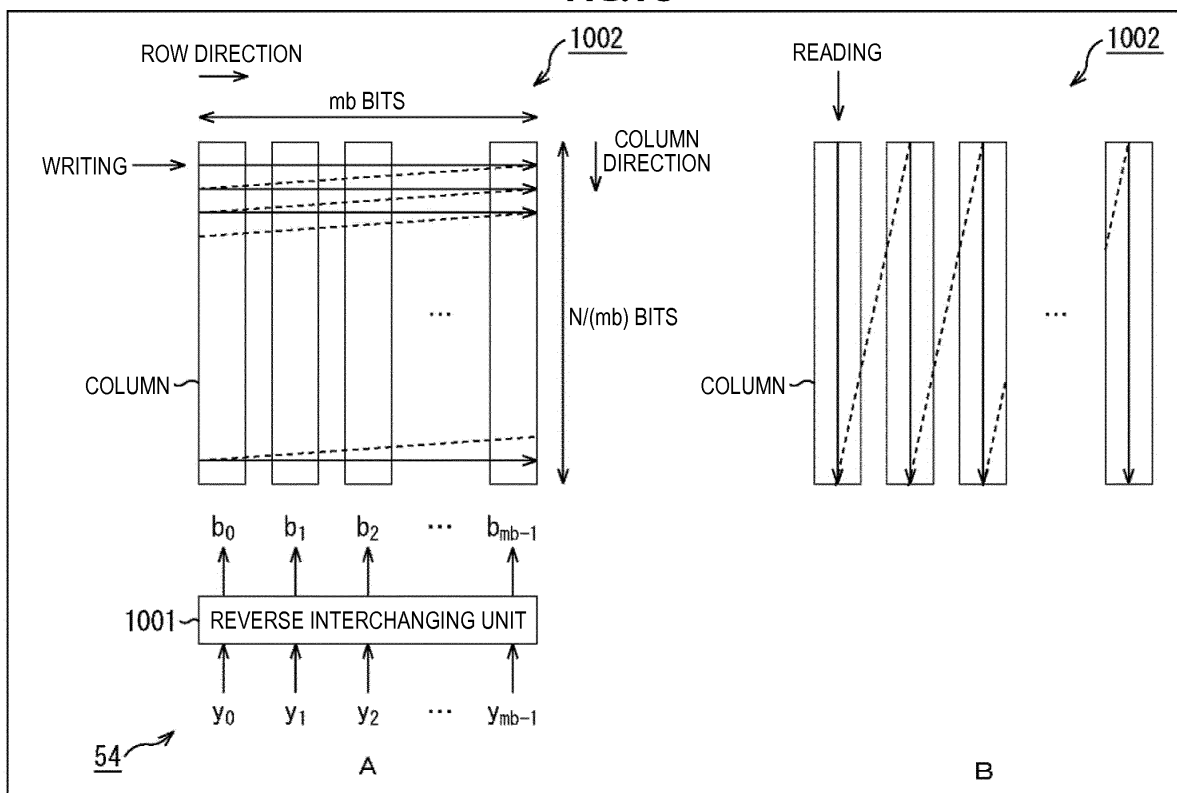 1002
ROW DIRECTION
mb BITS
COLUMN
DIRECTION
WRITING
N/(mb) BITS
...
COLUMN
b0 b1 b2 ... bmb-1
1001
REVERSE INTERCHANGING UNIT
y0 y1 y2 ... ymb-1
54
A
1002
READING
...
COLUMN
B